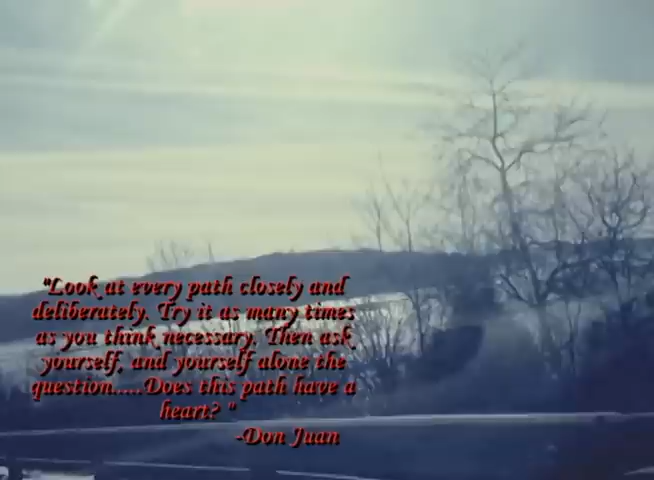 "Look at every path closely and
deliberately. Try it as many times
as you think necessary. Then ask
yourself, and yourself alone the
question.....Does this path have a
heart? "
-Don Juan